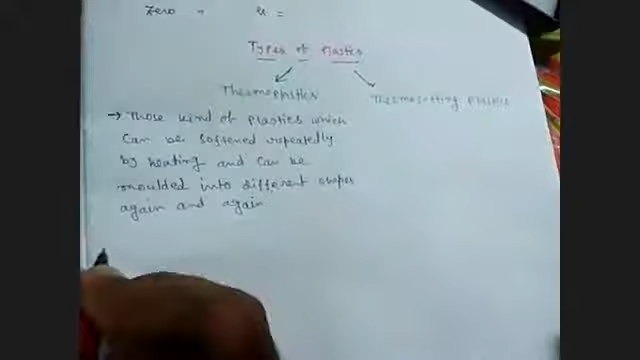 Zero =        u =
Types of Plastics
Thermoplastics
Thermosetting Plastics
→ Those kind of plastics which
can be softened repeatedly
by heating and can be
moulded into different shapes
again and again